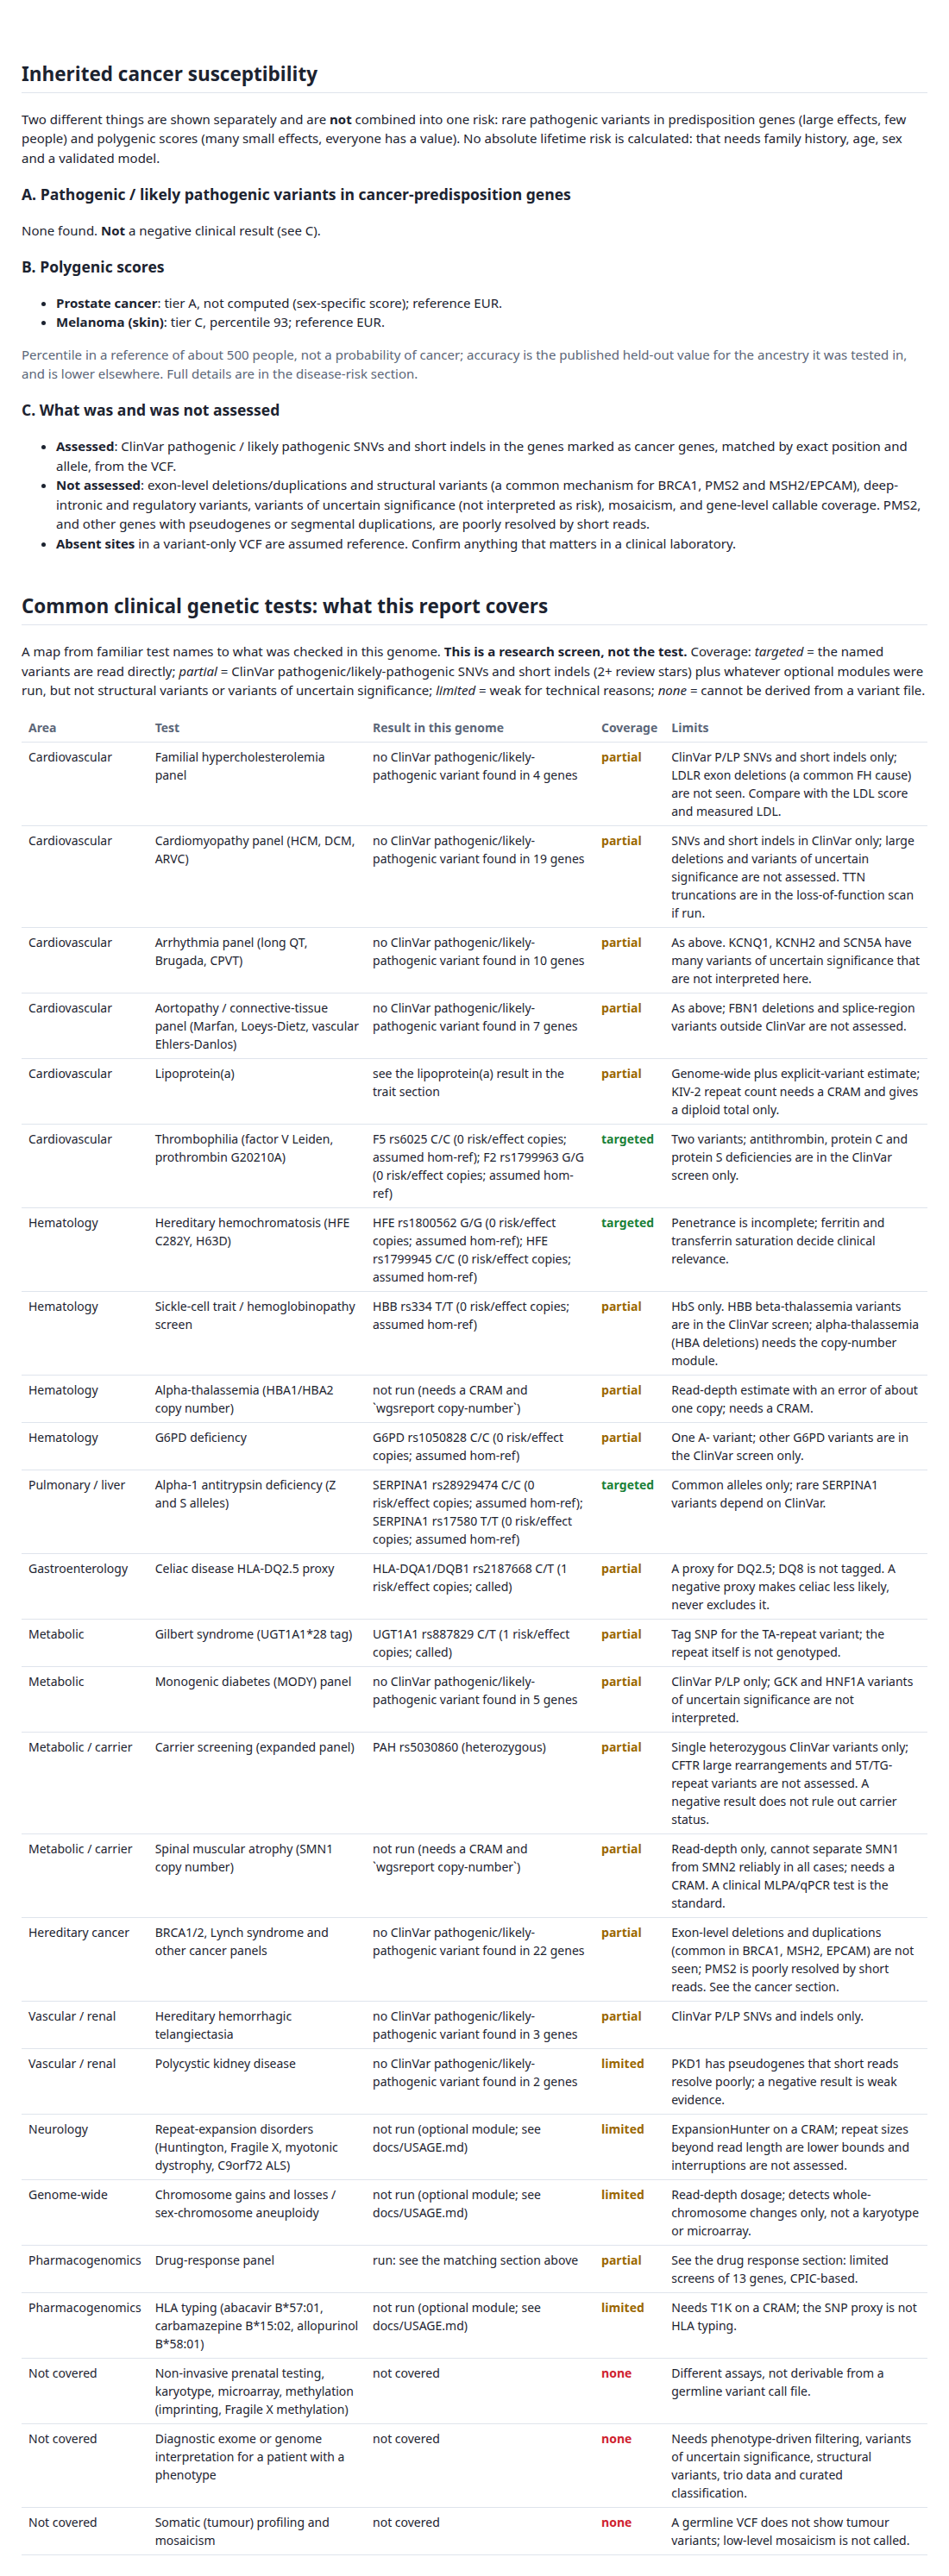 Inherited cancer susceptibility
Two different things are shown separately and are not combined into one risk: rare pathogenic variants in predisposition genes (large effects, few
people) and polygenic scores (many small effects, everyone has a value). No absolute lifetime risk is calculated: that needs family history, age, sex
and a validated model.
A. Pathogenic / likely pathogenic variants in cancer-predisposition genes
None found. Not a negative clinical result (see C).
B. Polygenic scores
• Prostate cancer: tier A, not computed (sex-specific score); reference EUR.
• Melanoma (skin): tier C, percentile 93; reference EUR.
Percentile in a reference of about 500 people, not a probability of cancer; accuracy is the published held-out value for the ancestry it was tested in,
and is lower elsewhere. Full details are in the disease-risk section.
C. What was and was not assessed
• Assessed: ClinVar pathogenic / likely pathogenic SNVs and short indels in the genes marked as cancer genes, matched by exact position and
allele, from the VCF.
• Not assessed: exon-level deletions/duplications and structural variants (a common mechanism for BRCA1, PMS2 and MSH2/EPCAM), deep-
intronic and regulatory variants, variants of uncertain significance (not interpreted as risk), mosaicism, and gene-level callable coverage. PMS2,
and other genes with pseudogenes or segmental duplications, are poorly resolved by short reads.
• Absent sites in a variant-only VCF are assumed reference. Confirm anything that matters in a clinical laboratory.
Common clinical genetic tests: what this report covers
A map from familiar test names to what was checked in this genome. This is a research screen, not the test. Coverage: targeted = the named
variants are read directly; partial = ClinVar pathogenic/likely-pathogenic SNVs and short indels (2+ review stars) plus whatever optional modules were
run, but not structural variants or variants of uncertain significance; limited = weak for technical reasons; none = cannot be derived from a variant file.
Area Test Result in this genome Coverage Limits
Cardiovascular Familial hypercholesterolemia no ClinVar pathogenic/likely- partial ClinVar P/LP SNVs and short indels only;
panel pathogenic variant found in 4 genes LDLR exon deletions (a common FH cause)
are not seen. Compare with the LDL score
and measured LDL.
Cardiovascular Cardiomyopathy panel (HCM, DCM, no ClinVar pathogenic/likely- partial SNVs and short indels in ClinVar only; large
ARVC) pathogenic variant found in 19 genes deletions and variants of uncertain
significance are not assessed. TTN
truncations are in the loss-of-function scan
if run.
Cardiovascular Arrhythmia panel (long QT, no ClinVar pathogenic/likely- partial As above. KCNQ1, KCNH2 and SCN5A have
Brugada, CPVT) pathogenic variant found in 10 genes many variants of uncertain significance that
are not interpreted here.
Cardiovascular Aortopathy / connective-tissue no ClinVar pathogenic/likely- partial As above; FBN1 deletions and splice-region
panel (Marfan, Loeys-Dietz, vascular pathogenic variant found in 7 genes variants outside ClinVar are not assessed.
Ehlers-Danlos)
Cardiovascular Lipoprotein(a) see the lipoprotein(a) result in the partial Genome-wide plus explicit-variant estimate;
trait section KIV-2 repeat count needs a CRAM and gives
a diploid total only.
Cardiovascular Thrombophilia (factor V Leiden, F5 rs6025 C/C (0 risk/effect copies; targeted Two variants; antithrombin, protein C and
prothrombin G20210A) assumed hom-ref); F2 rs1799963 G/G protein S deficiencies are in the ClinVar
(0 risk/effect copies; assumed hom- screen only.
ref)
Hematology Hereditary hemochromatosis (HFE HFE rs1800562 G/G (0 risk/effect targeted Penetrance is incomplete; ferritin and
C282Y, H63D) copies; assumed hom-ref); HFE transferrin saturation decide clinical
rs1799945 C/C (0 risk/effect copies; relevance.
assumed hom-ref)
Hematology Sickle-cell trait / hemoglobinopathy HBB rs334 T/T (0 risk/effect copies; partial HbS only. HBB beta-thalassemia variants
screen assumed hom-ref) are in the ClinVar screen; alpha-thalassemia
(HBA deletions) needs the copy-number
module.
Hematology Alpha-thalassemia (HBA1/HBA2 not run (needs a CRAM and partial Read-depth estimate with an error of about
copy number) `wgsreport copy-number`) one copy; needs a CRAM.
Hematology G6PD deficiency G6PD rs1050828 C/C (0 risk/effect partial One A- variant; other G6PD variants are in
copies; assumed hom-ref) the ClinVar screen only.
Pulmonary / liver Alpha-1 antitrypsin deficiency (Z SERPINA1 rs28929474 C/C (0 targeted Common alleles only; rare SERPINA1
and S alleles) risk/effect copies; assumed hom-ref); variants depend on ClinVar.
SERPINA1 rs17580 T/T (0 risk/effect
copies; assumed hom-ref)
Gastroenterology Celiac disease HLA-DQ2.5 proxy HLA-DQA1/DQB1 rs2187668 C/T (1 partial A proxy for DQ2.5; DQ8 is not tagged. A
risk/effect copies; called) negative proxy makes celiac less likely,
never excludes it.
Metabolic Gilbert syndrome (UGT1A1*28 tag) UGT1A1 rs887829 C/T (1 risk/effect partial Tag SNP for the TA-repeat variant; the
copies; called) repeat itself is not genotyped.
Metabolic Monogenic diabetes (MODY) panel no ClinVar pathogenic/likely- partial ClinVar P/LP only; GCK and HNF1A variants
pathogenic variant found in 5 genes of uncertain significance are not
interpreted.
Metabolic / carrier Carrier screening (expanded panel) PAH rs5030860 (heterozygous) partial Single heterozygous ClinVar variants only;
CFTR large rearrangements and 5T/TG-
repeat variants are not assessed. A
negative result does not rule out carrier
status.
Metabolic / carrier Spinal muscular atrophy (SMN1 not run (needs a CRAM and partial Read-depth only, cannot separate SMN1
copy number) `wgsreport copy-number`) from SMN2 reliably in all cases; needs a
CRAM. A clinical MLPA/qPCR test is the
standard.
Hereditary cancer BRCA1/2, Lynch syndrome and no ClinVar pathogenic/likely- partial Exon-level deletions and duplications
other cancer panels pathogenic variant found in 22 genes (common in BRCA1, MSH2, EPCAM) are not
seen; PMS2 is poorly resolved by short
reads. See the cancer section.
Vascular / renal Hereditary hemorrhagic no ClinVar pathogenic/likely- partial ClinVar P/LP SNVs and indels only.
telangiectasia pathogenic variant found in 3 genes
Vascular / renal Polycystic kidney disease no ClinVar pathogenic/likely- limited PKD1 has pseudogenes that short reads
pathogenic variant found in 2 genes resolve poorly; a negative result is weak
evidence.
Neurology Repeat-expansion disorders not run (optional module; see limited ExpansionHunter on a CRAM; repeat sizes
(Huntington, Fragile X, myotonic docs/USAGE.md) beyond read length are lower bounds and
dystrophy, C9orf72 ALS) interruptions are not assessed.
Genome-wide Chromosome gains and losses / not run (optional module; see limited Read-depth dosage; detects whole-
sex-chromosome aneuploidy docs/USAGE.md) chromosome changes only, not a karyotype
or microarray.
Pharmacogenomics Drug-response panel run: see the matching section above partial See the drug response section: limited
screens of 13 genes, CPIC-based.
Pharmacogenomics HLA typing (abacavir B*57:01, not run (optional module; see limited Needs T1K on a CRAM; the SNP proxy is not
carbamazepine B*15:02, allopurinol docs/USAGE.md) HLA typing.
B*58:01)
Not covered Non-invasive prenatal testing, not covered none Different assays, not derivable from a
karyotype, microarray, methylation germline variant call file.
(imprinting, Fragile X methylation)
Not covered Diagnostic exome or genome not covered none Needs phenotype-driven filtering, variants
interpretation for a patient with a of uncertain significance, structural
phenotype variants, trio data and curated
classification.
Not covered Somatic (tumour) profiling and not covered none A germline VCF does not show tumour
mosaicism variants; low-level mosaicism is not called.